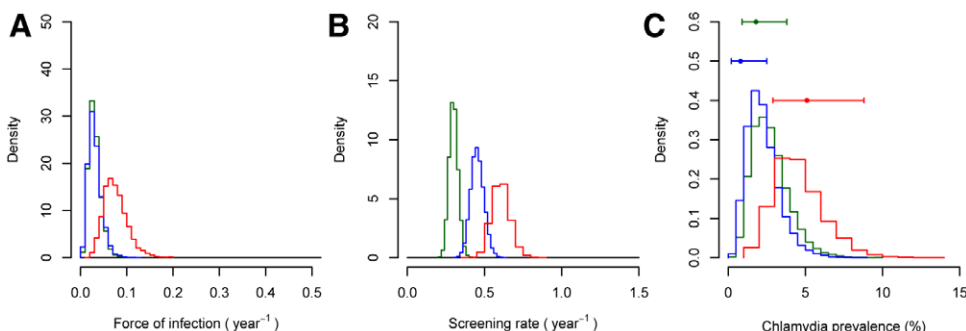 A
Density
50
40
30
20
10
0
0.0 0.1 0.2 0.3 0.4 0.5
Force of infection ( year⁻¹ )
B
Density
20
15
10
5
0
0.0 0.5 1.0 1.5
Screening rate ( year⁻¹ )
C
Density
0.6
0.5
0.4
0.3
0.2
0.1
0.0
0 5 10 15
Chlamydia prevalence (%)